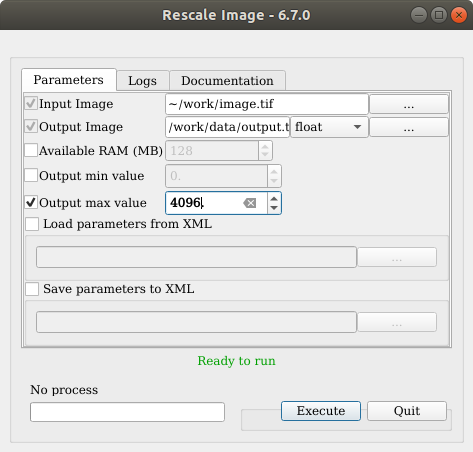 Rescale Image - 6.7.0
Parameters Logs Documentation
Input Image ~/work/image.tif ...
Output Image /work/data/output.t float ...
Available RAM (MB) 128
Output min value 0.
Output max value 4096.
Load parameters from XML
...
Save parameters to XML
...
Ready to run
No process
Execute Quit